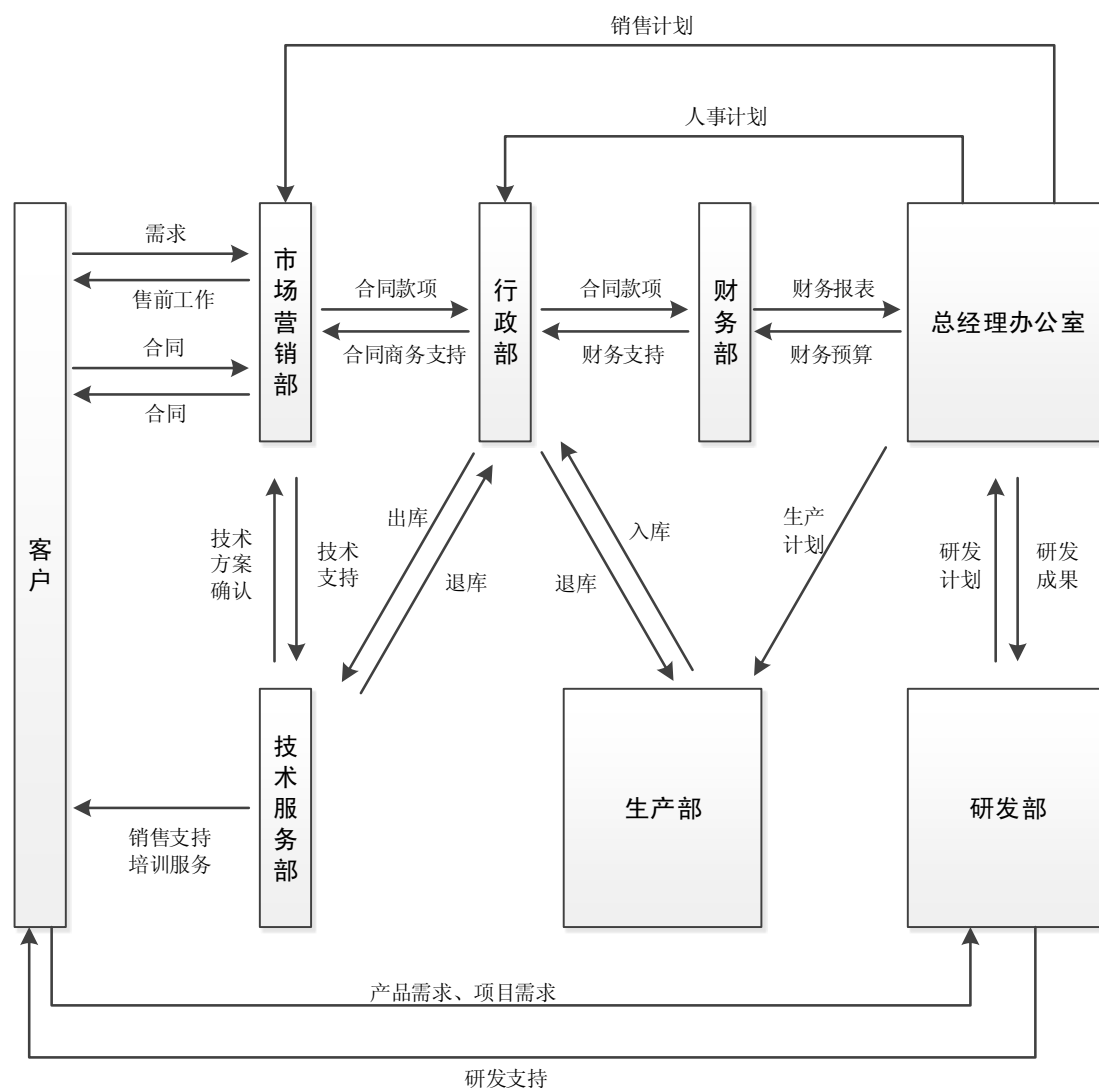 销售计划
人事计划
需求
售前工作
合同
合同
市场营销部
合同款项
合同商务支持
行政部
合同款项
财务支持
财务部
财务报表
财务预算
总经理办公室
客户
技术
方案
确认
技术
支持
出库
退库
入库
退库
生产
计划
研发
计划
研发
成果
技术服务部
销售支持
培训服务
生产部
研发部
产品需求、项目需求
研发支持